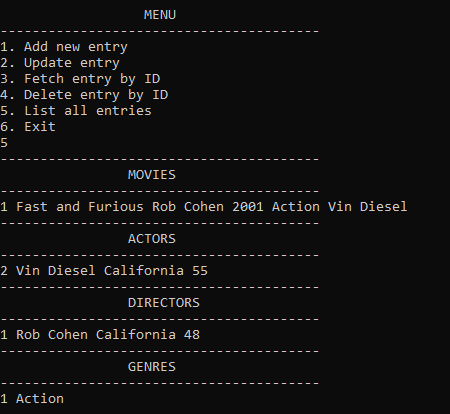 MENU
----------------------------------------
1. Add new entry
2. Update entry
3. Fetch entry by ID
4. Delete entry by ID
5. List all entries
6. Exit
5
----------------------------------------
MOVIES
----------------------------------------
1 Fast and Furious Rob Cohen 2001 Action Vin Diesel
----------------------------------------
ACTORS
----------------------------------------
2 Vin Diesel California 55
----------------------------------------
DIRECTORS
----------------------------------------
1 Rob Cohen California 48
----------------------------------------
GENRES
----------------------------------------
1 Action